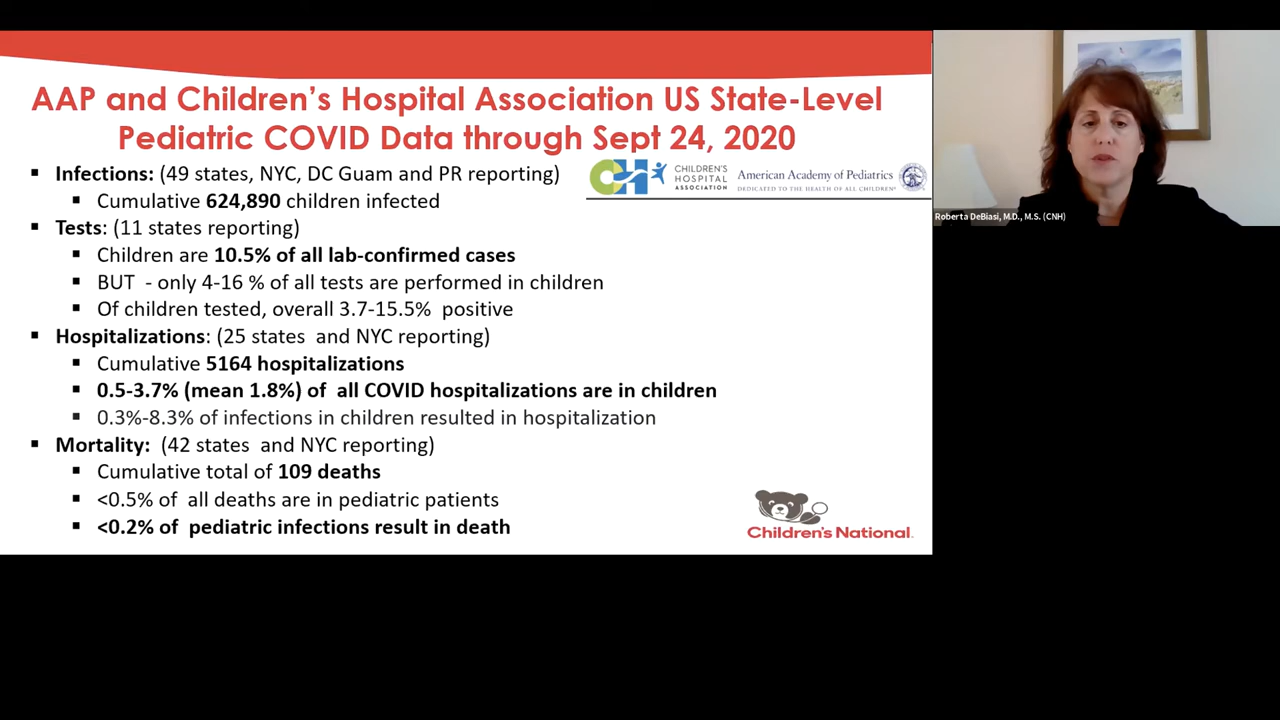 AAP and Children's Hospital Association US State-Level
Pediatric COVID Data through Sept 24, 2020
Infections: (49 states, NYC, DC Guam and PR reporting)
Cumulative 624,890 children infected
CHILDREN'S
HOSPITAL
ASSOCIATION
American Academy of Pediatrics
DEDICATED TO THE HEALTH OF ALL CHILDREN®
Tests: (11 states reporting)
Children are 10.5% of all lab-confirmed cases
BUT - only 4-16 % of all tests are performed in children
Of children tested, overall 3.7-15.5% positive
Hospitalizations: (25 states and NYC reporting)
Cumulative 5164 hospitalizations
0.5-3.7% (mean 1.8%) of all COVID hospitalizations are in children
0.3%-8.3% of infections in children resulted in hospitalization
Mortality: (42 states and NYC reporting)
Cumulative total of 109 deaths
<0.5% of all deaths are in pediatric patients
<0.2% of pediatric infections result in death
Children's National
Roberta DeBiasi, M.D., M.S. (CNH)